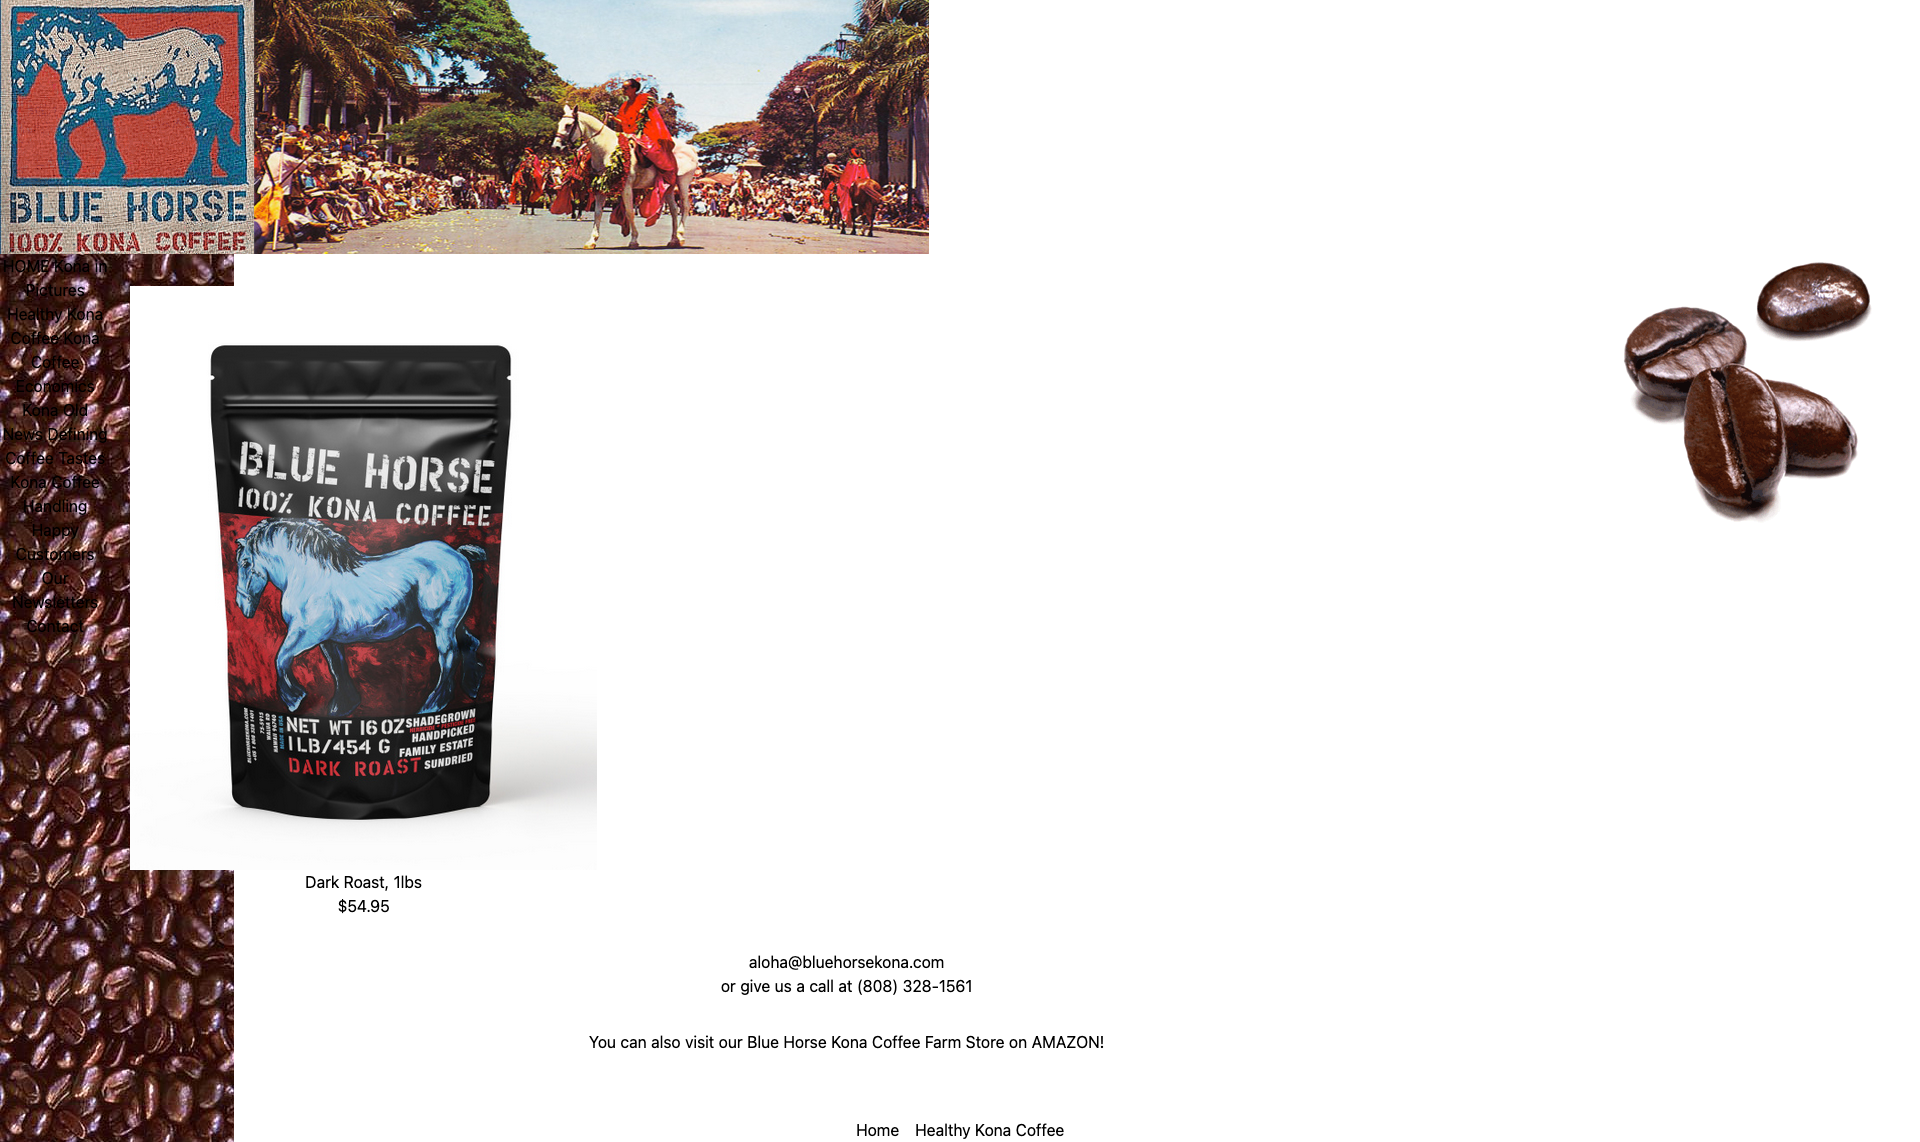 BLUE HORSE
100% KONA COFFEE
HOME Kona in
Pictures
Healthy Kona
Coffee Kona
Coffee
Economics
Kona Old
News Defining
Coffee Tastes
Kona Coffee
Handling
Happy
Customers
Our
Newsletters
Contact
BLUE HORSE
100% KONA COFFEE
NET WT 16 OZ
1 LB/454 G
DARK ROAST
SHADEGROWN
HANDPICKED
FAMILY ESTATE
SUNDRIED
Dark Roast, 1lbs
$54.95
aloha@bluehorsekona.com
or give us a call at (808) 328-1561
You can also visit our Blue Horse Kona Coffee Farm Store on AMAZON!
Home Healthy Kona Coffee